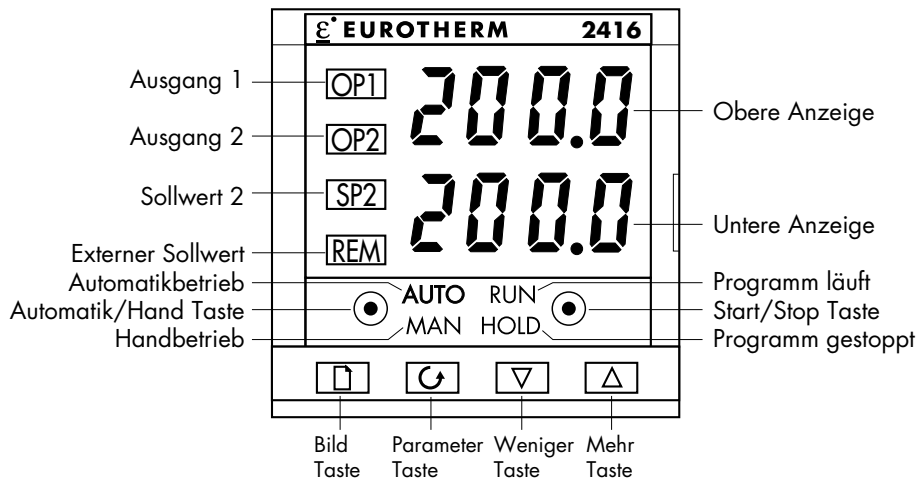 ε EUROTHERM 2416
Ausgang 1 OP1 200.0 Obere Anzeige
Ausgang 2 OP2
Sollwert 2 SP2 200.0 Untere Anzeige
Externer Sollwert REM
Automatikbetrieb AUTO RUN Programm läuft
Automatik/Hand Taste Start/Stop Taste
Handbetrieb MAN HOLD Programm gestoppt
Bild Parameter Weniger Mehr
Taste Taste Taste Taste